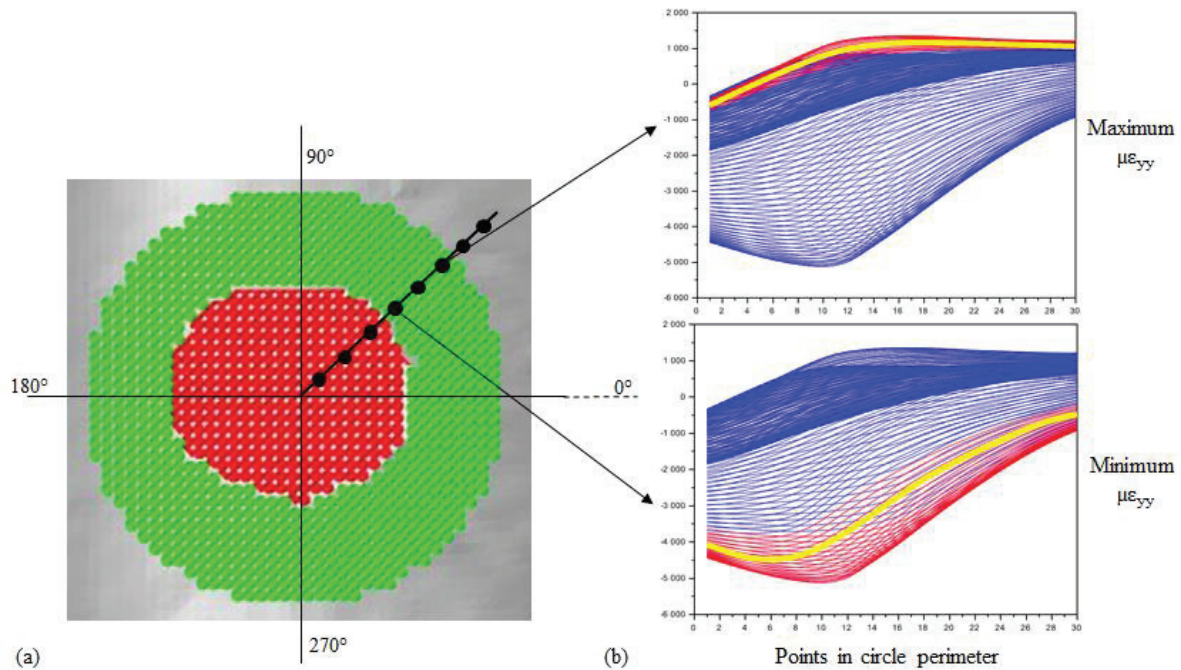 90°
180°
0°
270°
(a)
2 000
1 000
0
-1 000
-2 000
-3 000
-4 000
-5 000
-6 000
0 2 4 6 8 10 12 14 16 18 20 22 24 26 28 30
Maximum
με_yy
2 000
1 000
0
-1 000
-2 000
-3 000
-4 000
-5 000
-6 000
0 2 4 6 8 10 12 14 16 18 20 22 24 26 28 30
Minimum
με_yy
(b)
Points in circle perimeter